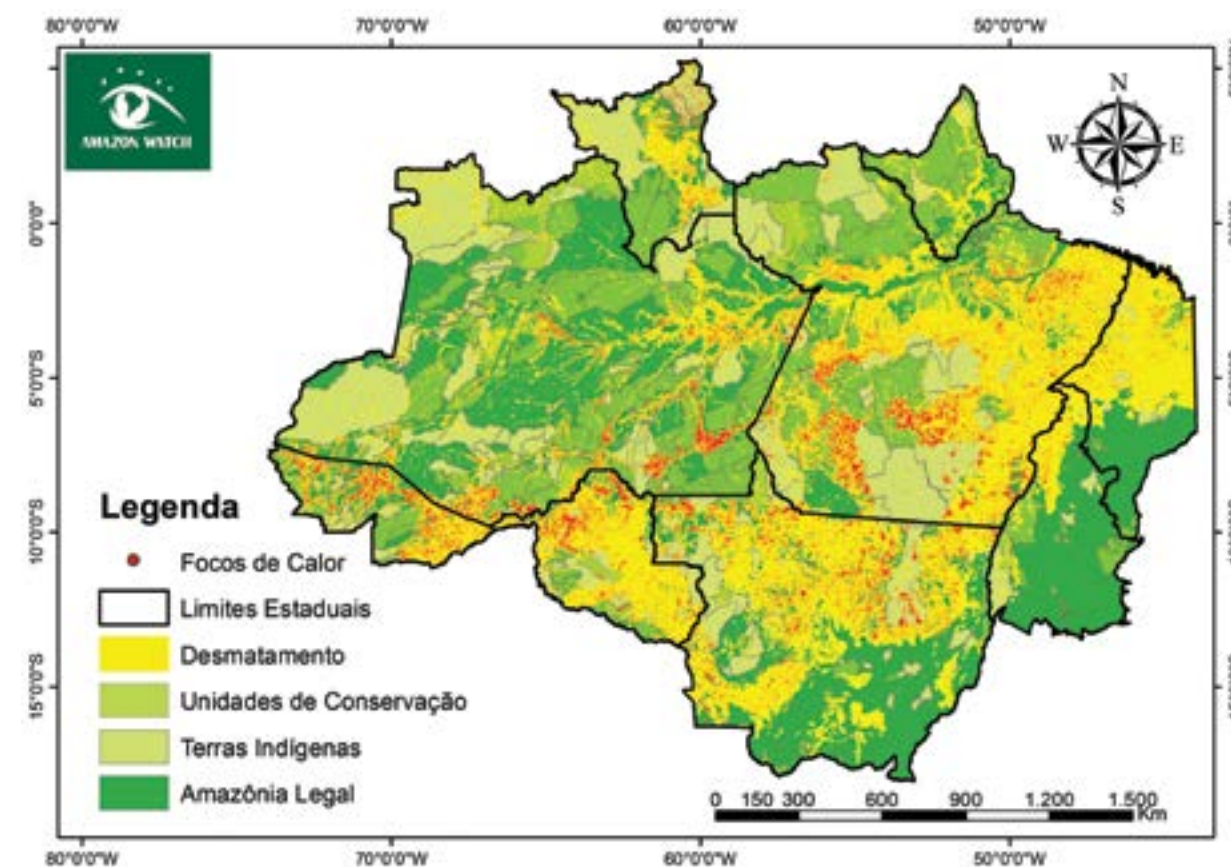 80°0'0"W 70°0'0"W 60°0'0"W 50°0'0"W
AMAZON WATCH
N
W E
S
0°0'0"
5°0'0"S
10°0'0"S
15°0'0"S
Legenda
Focos de Calor
Limites Estaduais
Desmatamento
Unidades de Conservação
Terras Indígenas
Amazônia Legal
0 150 300 600 900 1.200 1.500
Km
80°0'0"W 70°0'0"W 60°0'0"W 50°0'0"W